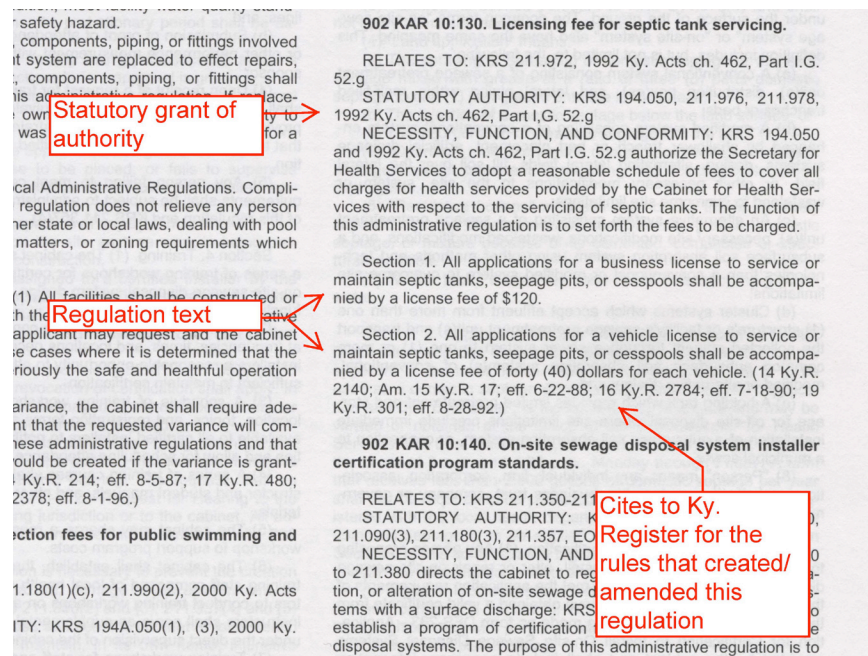 safety hazard.
, components, piping, or fittings involved
nt system are replaced to effect repairs,
r, components, piping, or fittings shall
Statutory grant of
authority
was
for a
ocal Administrative Regulations. Compli-
regulation does not relieve any person
ner state or local laws, dealing with pool
matters, or zoning requirements which
(1) All facilities shall be constructed or
Regulation text
applicant may request and the cabinet
se cases where it is determined that the
riously the safe and healthful operation
ariance, the cabinet shall require ade-
nt that the requested variance will com-
nese administrative regulations and that
ould be created if the variance is grant-
Ky.R. 214; eff. 8-5-87; 17 Ky.R. 480;
2378; eff. 8-1-96.)
ection fees for public swimming and
1.180(1)(c), 211.990(2), 2000 Ky. Acts
ITY: KRS 194A.050(1), (3), 2000 Ky.
902 KAR 10:130. Licensing fee for septic tank servicing.
RELATES TO: KRS 211.972, 1992 Ky. Acts ch. 462, Part I.G.
52.g
STATUTORY AUTHORITY: KRS 194.050, 211.976, 211.978,
1992 Ky. Acts ch. 462, Part I,G. 52.g
NECESSITY, FUNCTION, AND CONFORMITY: KRS 194.050
and 1992 Ky. Acts ch. 462, Part I,G. 52.g authorize the Secretary for
Health Services to adopt a reasonable schedule of fees to cover all
charges for health services provided by the Cabinet for Health Ser-
vices with respect to the servicing of septic tanks. The function of
this administrative regulation is to set forth the fees to be charged.
Section 1. All applications for a business license to service or
maintain septic tanks, seepage pits, or cesspools shall be accompa-
nied by a license fee of $120.
Section 2. All applications for a vehicle license to service or
maintain septic tanks, seepage pits, or cesspools shall be accompa-
nied by a license fee of forty (40) dollars for each vehicle. (14 Ky.R.
2140; Am. 15 Ky.R. 17; eff. 6-22-88; 16 Ky.R. 2784; eff. 7-18-90; 19
Ky.R. 301; eff. 8-28-92.)
902 KAR 10:140. On-site sewage disposal system installer
certification program standards.
RELATES TO: KRS 211.350-211
STATUTORY AUTHORITY: K
211.090(3), 211.180(3), 211.357, EO
NECESSITY, FUNCTION, AND
to 211.380 directs the cabinet to reg
tion, or alteration of on-site sewage d
tems with a surface discharge: KRS
establish a program of certification
disposal systems. The purpose of this administrative regulation is to
Cites to Ky.
Register for the
rules that created/
amended this
regulation